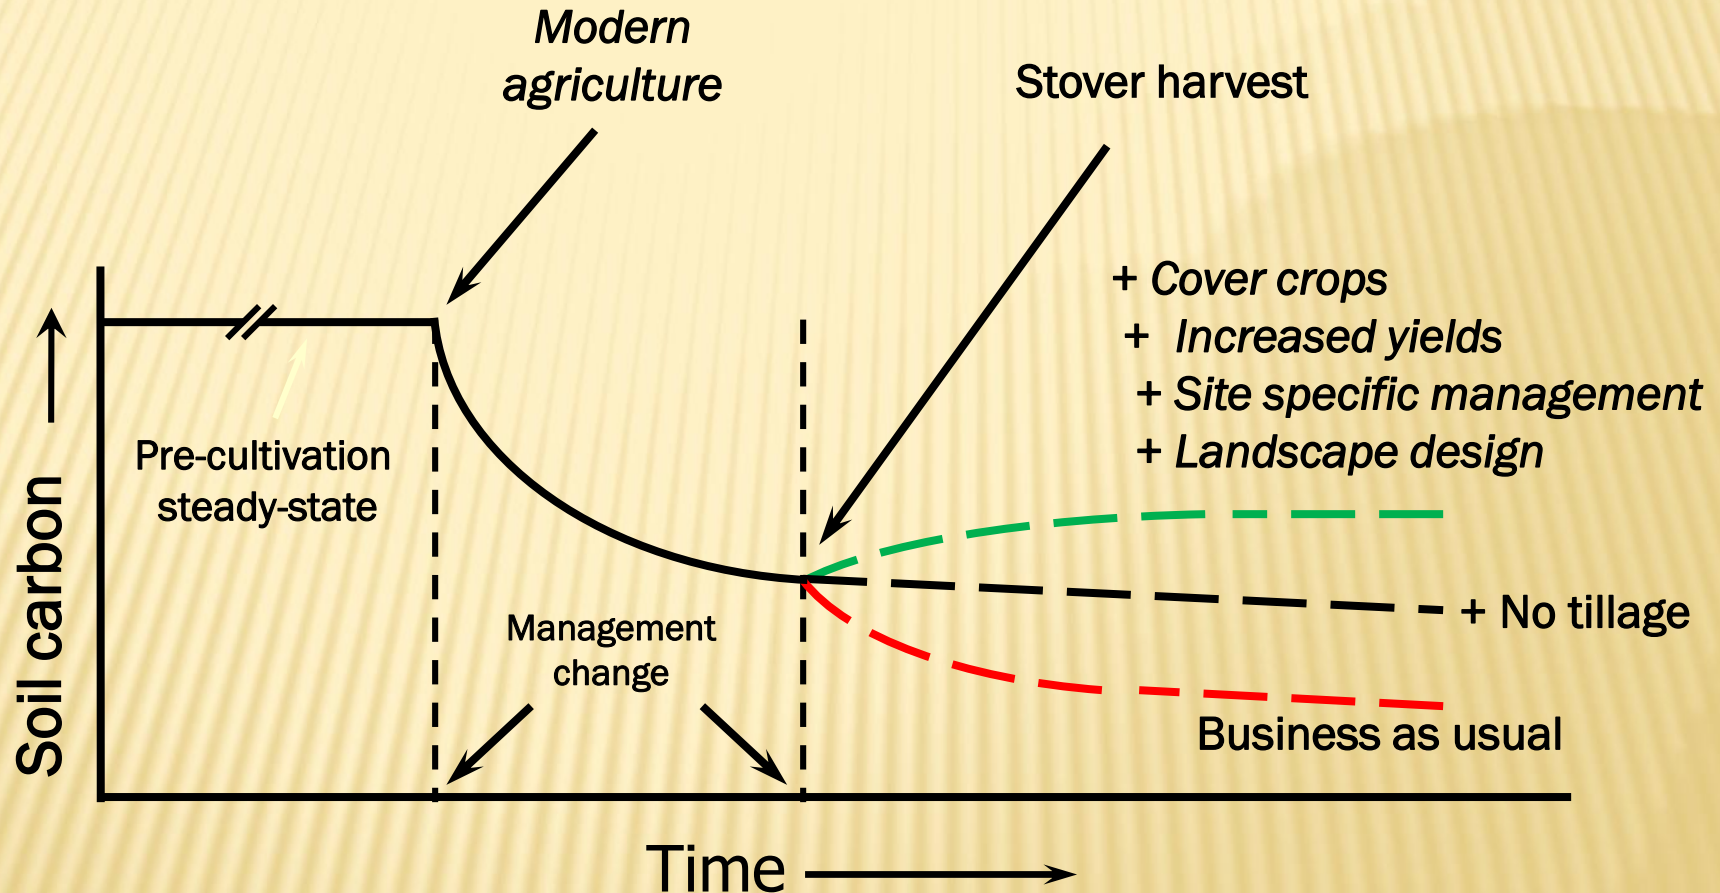 Modern
agriculture
Stover harvest
+ Cover crops
+ Increased yields
+ Site specific management
+ Landscape design
Pre-cultivation
steady-state
Soil carbon
Management
change
+ No tillage
Business as usual
Time